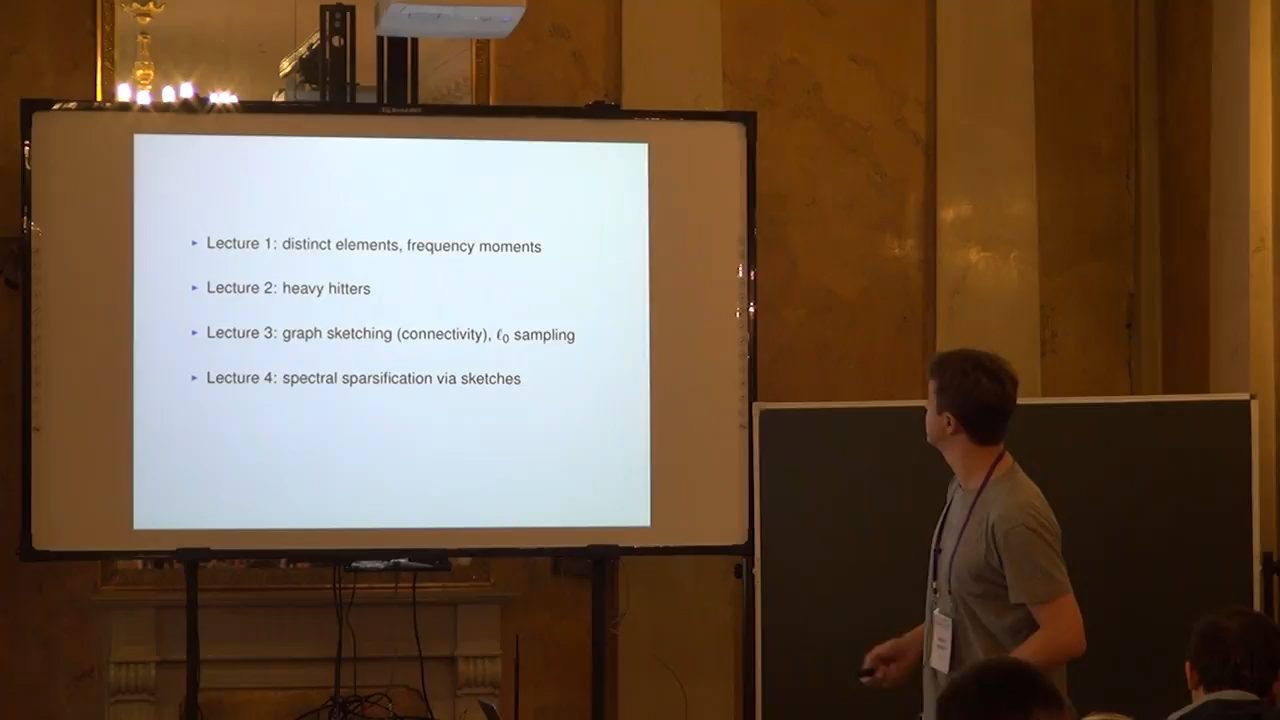 ▸ Lecture 1: distinct elements, frequency moments
▸ Lecture 2: heavy hitters
▸ Lecture 3: graph sketching (connectivity), ℓ₀ sampling
▸ Lecture 4: spectral sparsification via sketches